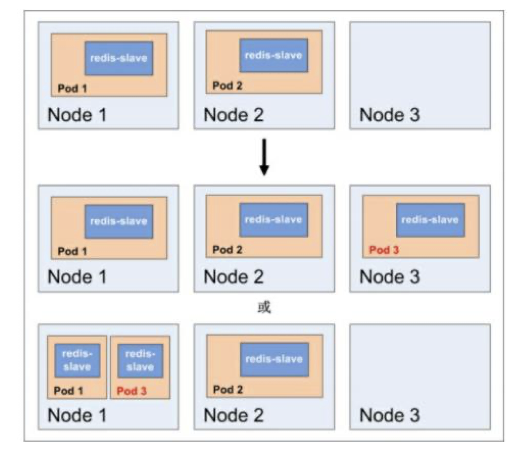 redis-slave
Pod 1
Node 1
redis-slave
Pod 2
Node 2
Node 3
redis-slave
Pod 1
Node 1
redis-slave
Pod 2
Node 2
redis-slave
Pod 3
Node 3
或
redis-
slave
Pod 1
redis-
slave
Pod 3
Node 1
redis-slave
Pod 2
Node 2
Node 3